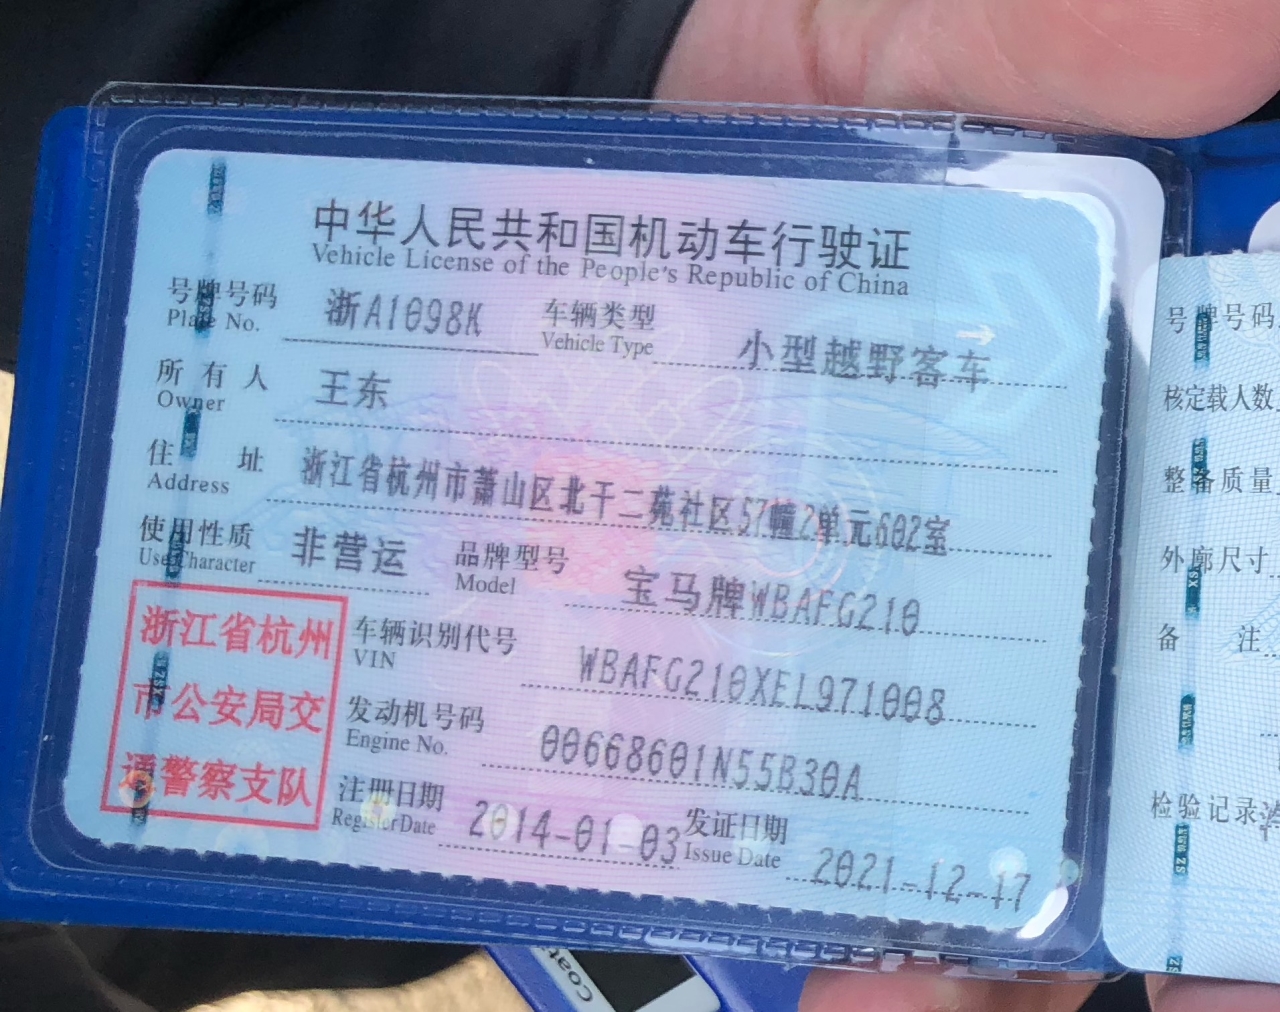 中华人民共和国机动车行驶证
Vehicle License of the People's Republic of China
号牌号码 浙A1098K 车辆类型 小型越野客车
Plate No. Vehicle Type
所有人 王东
Owner
住址 浙江省杭州市萧山区北干二苑社区57幢2单元602室
Address
使用性质 非营运 品牌型号 宝马牌WBAFG210
Use Character Model
车辆识别代号 WBAFG210XEL971008
VIN
发动机号码 00668601N55B30A
Engine No.
注册日期 2014-01-03 发证日期 2021-12-17
Register Date Issue Date
浙江省杭州
市公安局交
通警察支队
号牌号码
核定载人数
整备质量
外廓尺寸
备注
检验记录
Coat